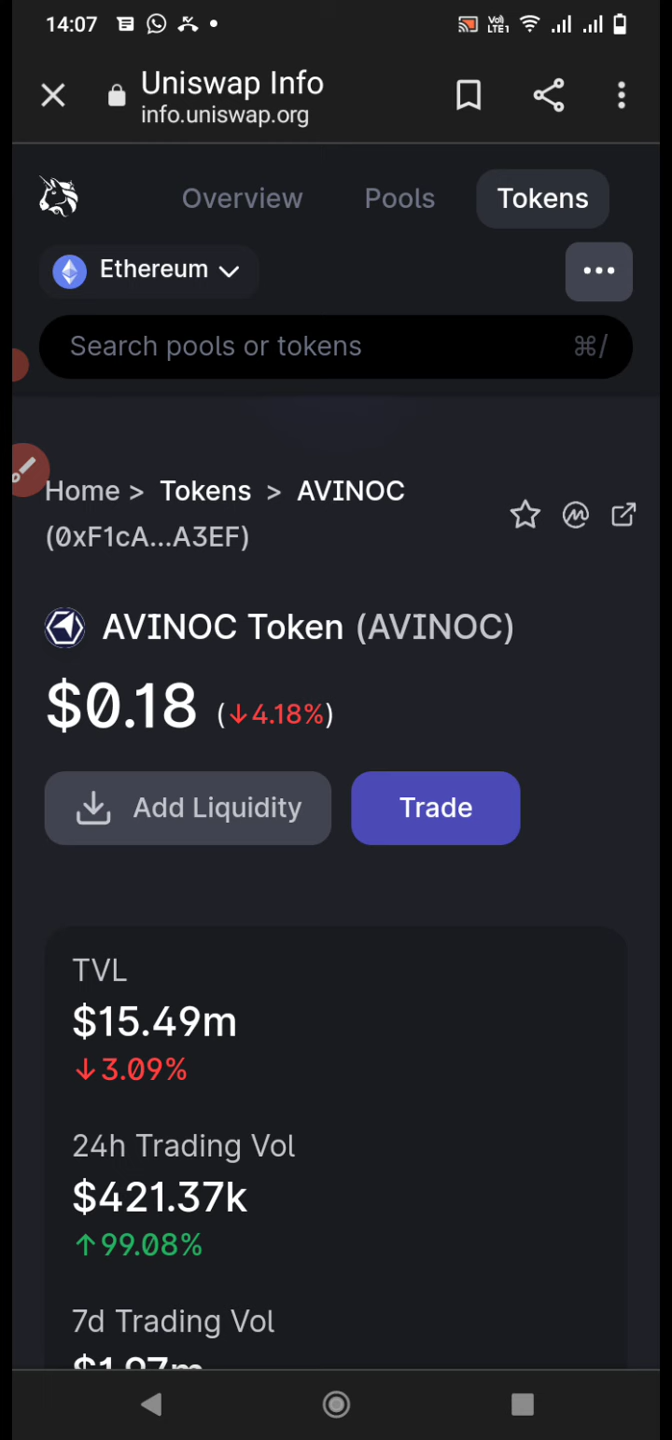 14:07
Vo)) LTE1
Uniswap Info
info.uniswap.org
Overview Pools Tokens
Ethereum
Search pools or tokens ⌘/
Home > Tokens > AVINOC
(0xF1cA...A3EF)
AVINOC Token (AVINOC)
$0.18 (↓4.18%)
Add Liquidity Trade
TVL
$15.49m
↓3.09%
24h Trading Vol
$421.37k
↑99.08%
7d Trading Vol